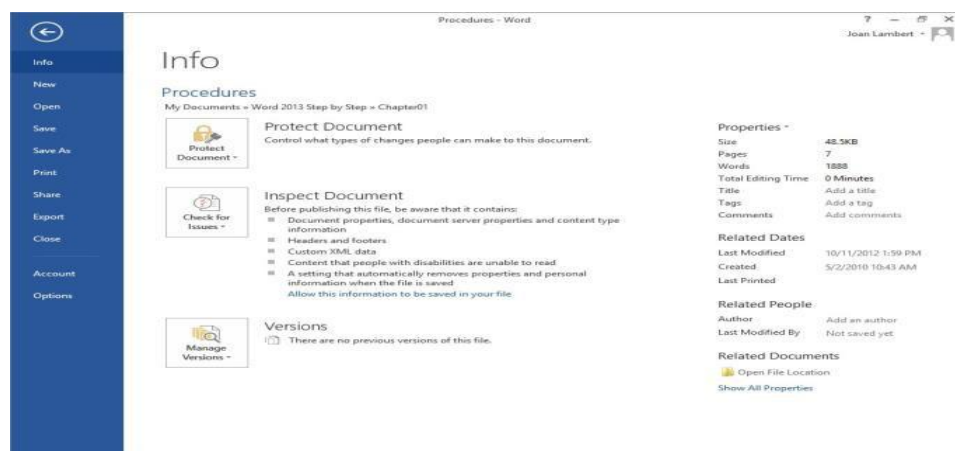 Procedures - Word
? – X
Joan Lambert
Info
New
Open
Save
Save As
Print
Share
Export
Close
Account
Options
Info
Procedures
My Documents » Word 2013 Step by Step » Chapter01
Protect Document
Protect Document
Control what types of changes people can make to this document.
Check for Issues
Inspect Document
Before publishing this file, be aware that it contains:
Document properties, document server properties and content type
information
Headers and footers
Custom XML data
Content that people with disabilities are unable to read
A setting that automatically removes properties and personal
information when the file is saved
Allow this information to be saved in your file
Manage Versions
Versions
There are no previous versions of this file.
Properties
Size 48.5KB
Pages 7
Words 1888
Total Editing Time 0 Minutes
Title Add a title
Tags Add a tag
Comments Add comments
Related Dates
Last Modified 10/11/2012 1:59 PM
Created 5/2/2010 10:43 AM
Last Printed
Related People
Author Add an author
Last Modified By Not saved yet
Related Documents
Open File Location
Show All Properties